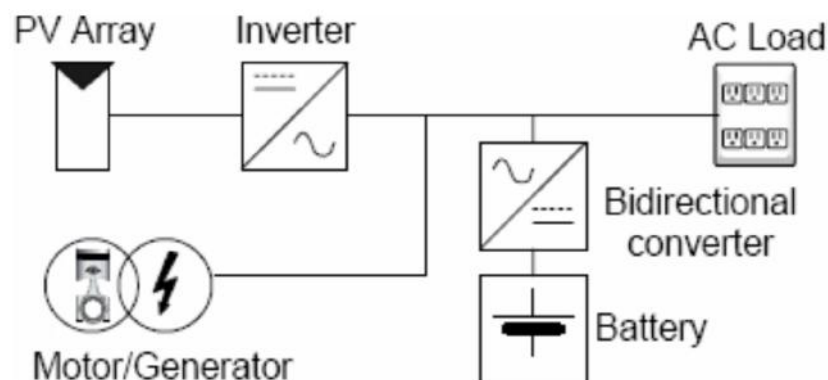 PV Array
Inverter
AC Load
Bidirectional
converter
Battery
Motor/Generator